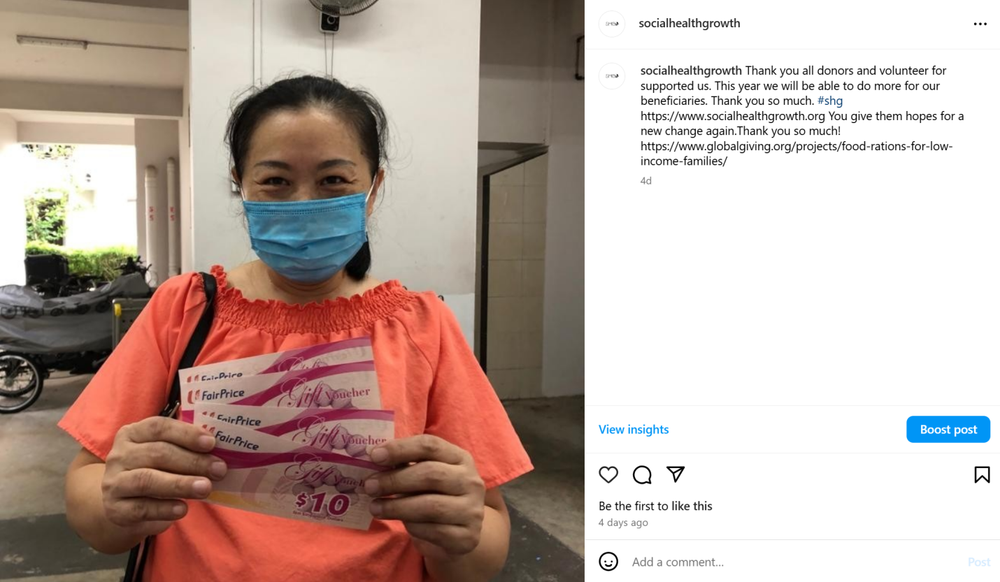 FairPrice
Gift Voucher
FairPrice
Gift Voucher
FairPrice
Gift Voucher
FairPrice
Gift
$10
socialhealthgrowth
socialhealthgrowth Thank you all donors and volunteer for
supported us. This year we will be able to do more for our
beneficiaries. Thank you so much. #shg
https://www.socialhealthgrowth.org You give them hopes for a
new change again.Thank you so much!
https://www.globalgiving.org/projects/food-rations-for-low-
income-families/
4d
View insights
Boost post
Be the first to like this
4 days ago
Add a comment...
Post